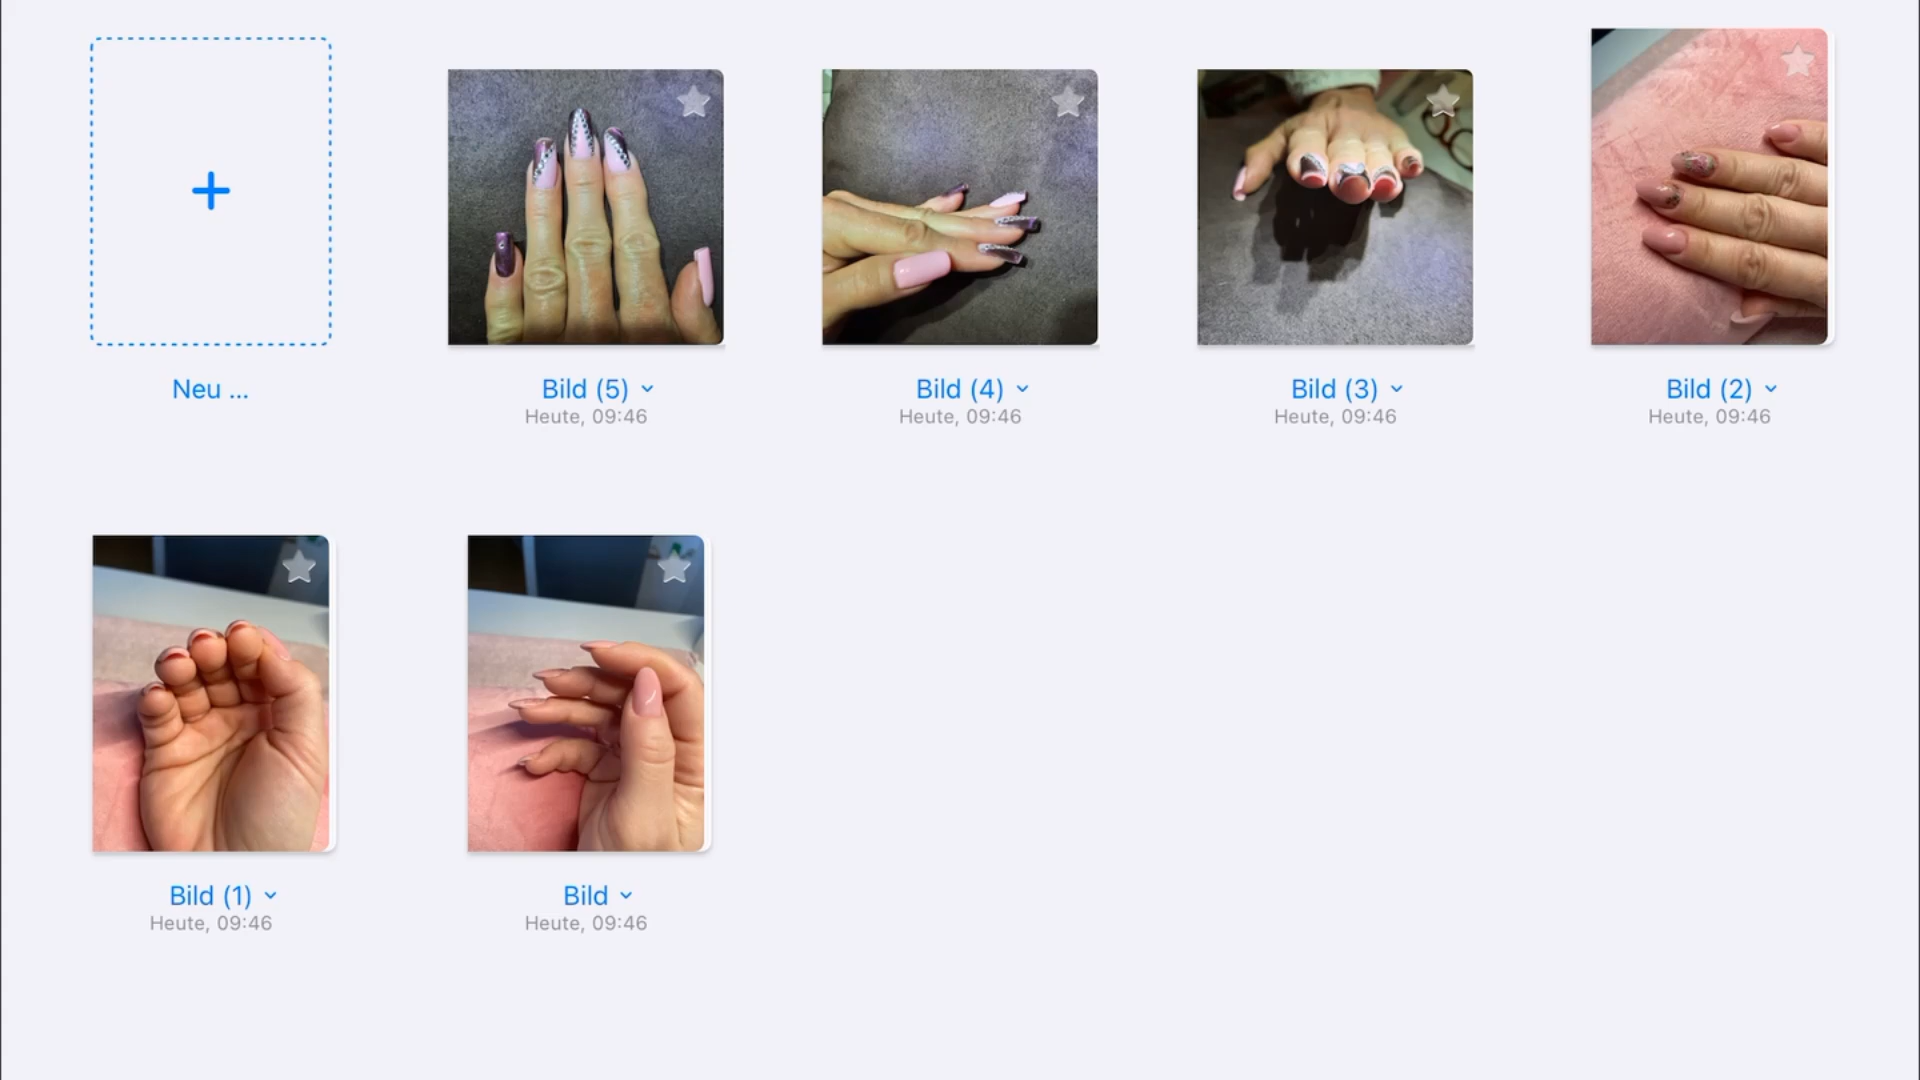 Neu ...
Bild (5)
Heute, 09:46
Bild (4)
Heute, 09:46
Bild (3)
Heute, 09:46
Bild (2)
Heute, 09:46
Bild (1)
Heute, 09:46
Bild
Heute, 09:46